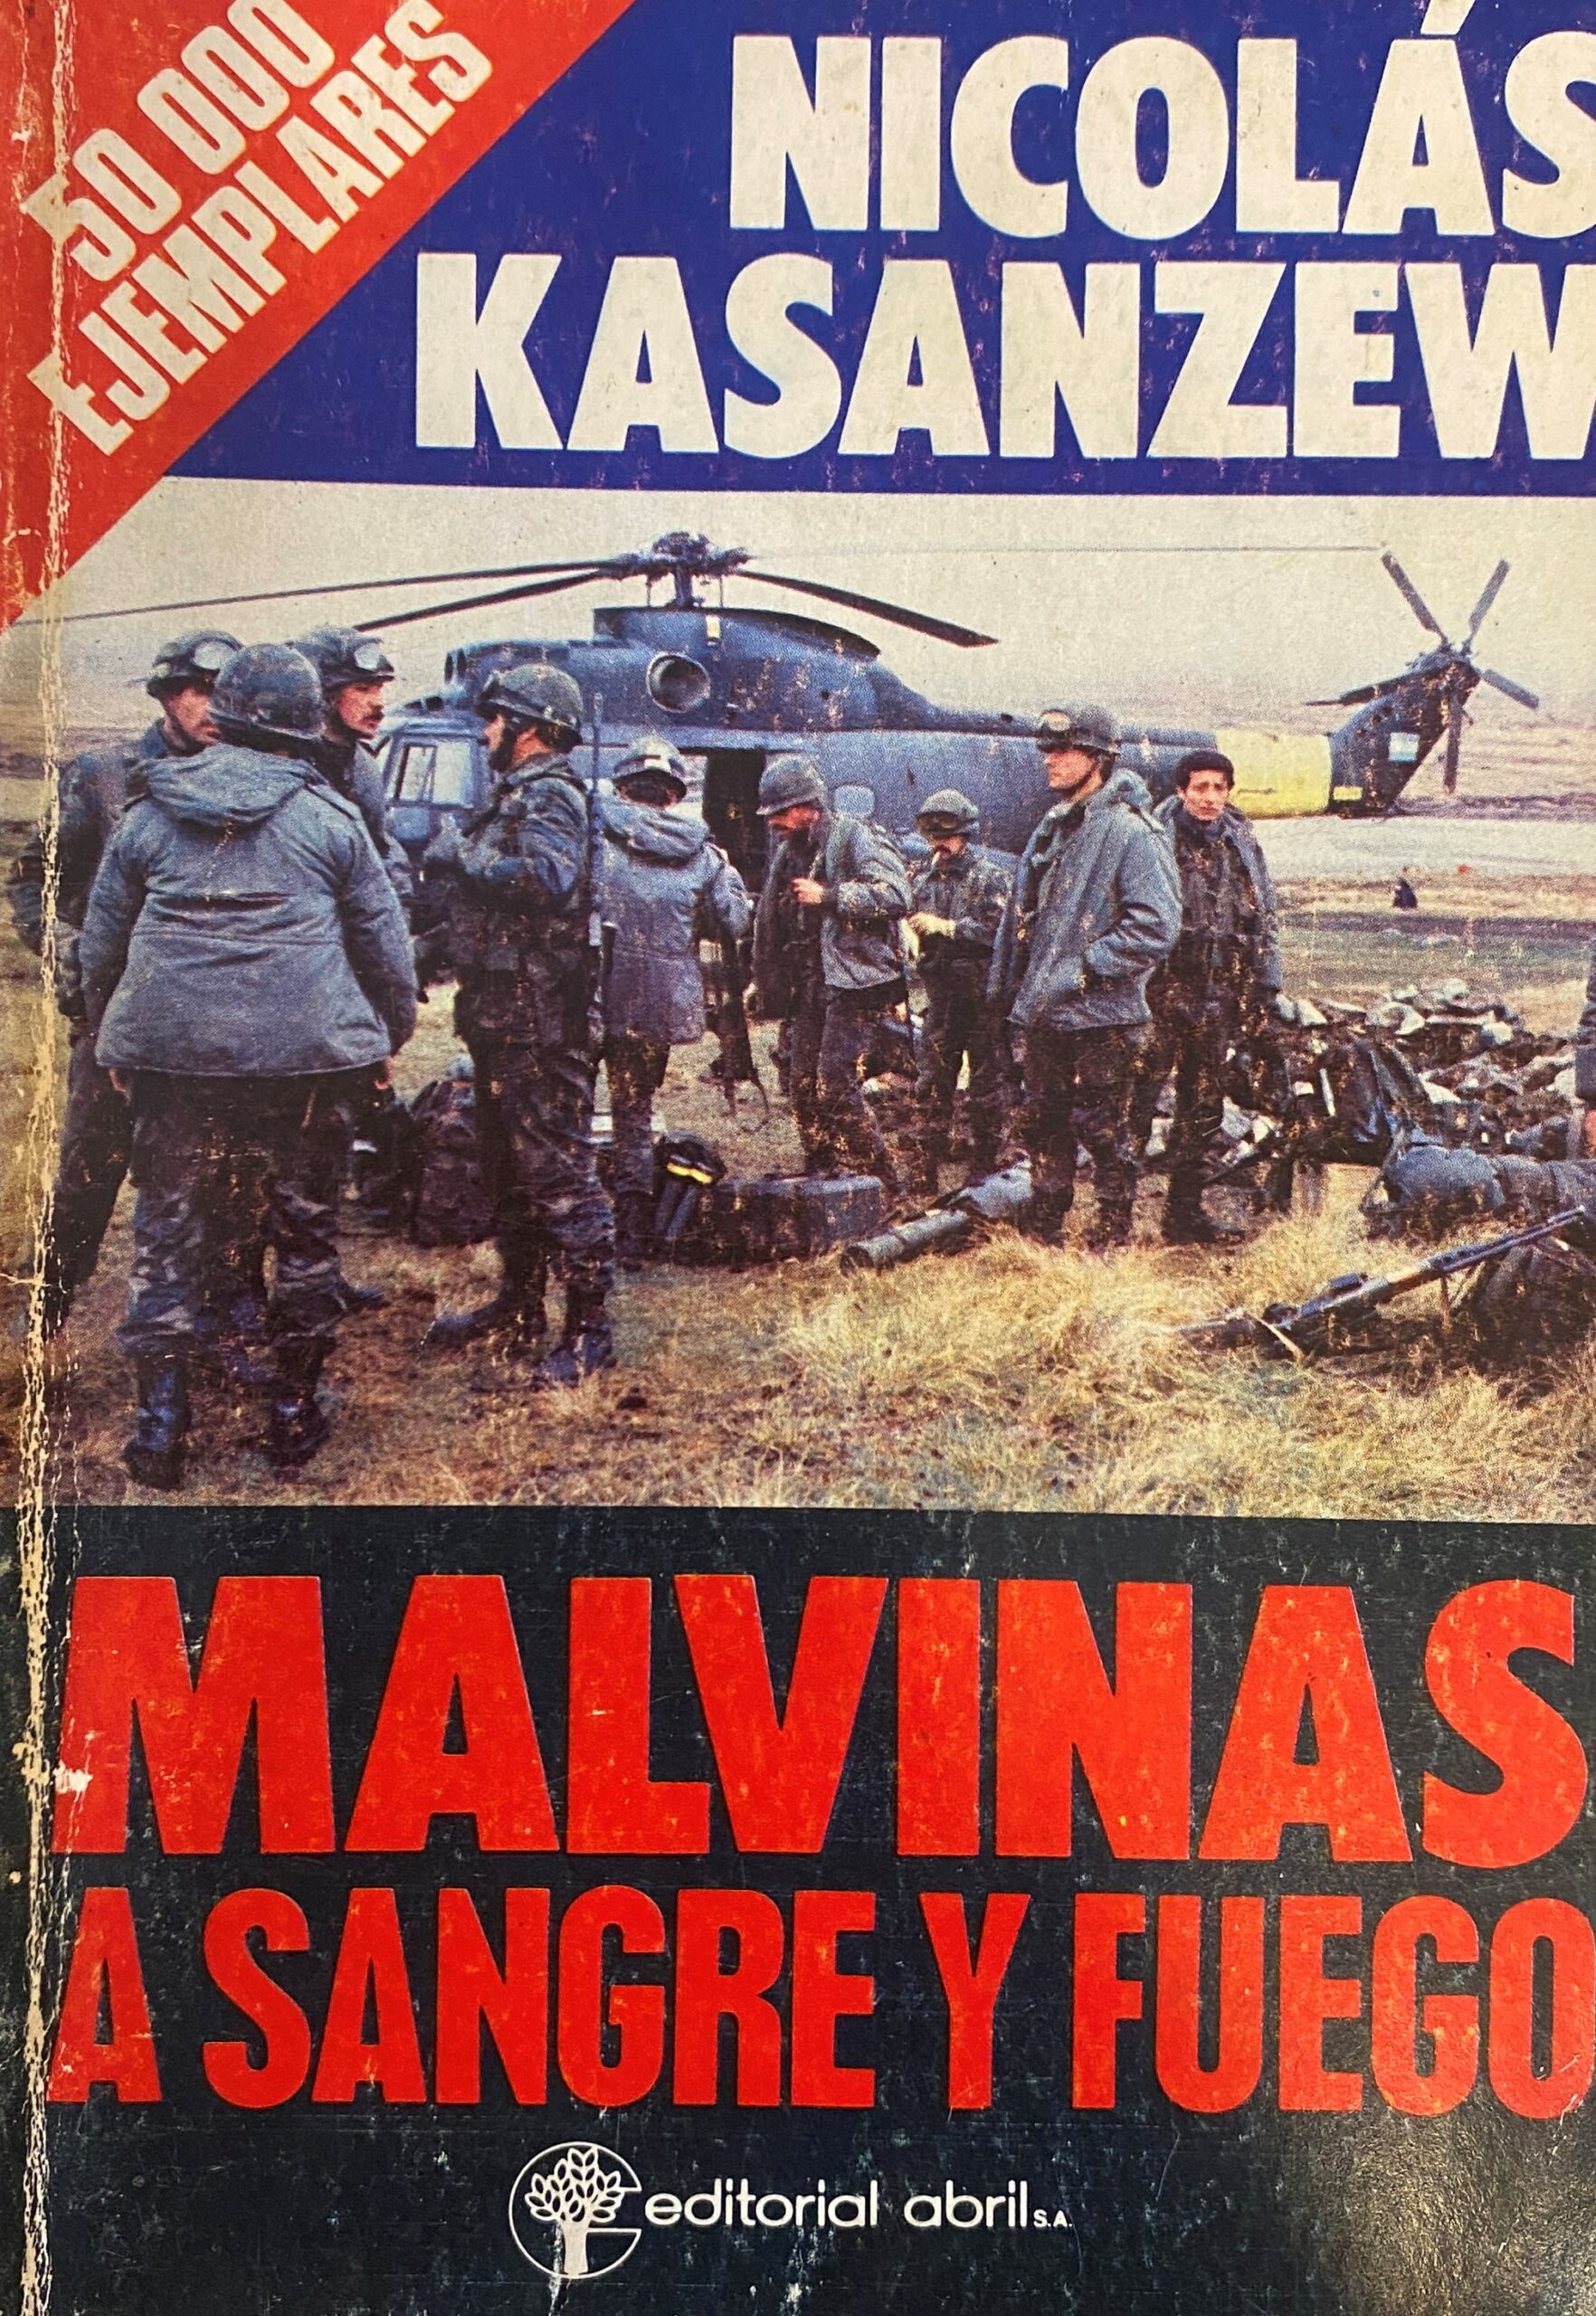 50 000
EJEMPLARES
NICOLÁS
KASANZEW
MALVINAS
A SANGRE Y FUEGO
editorial abril S.A.